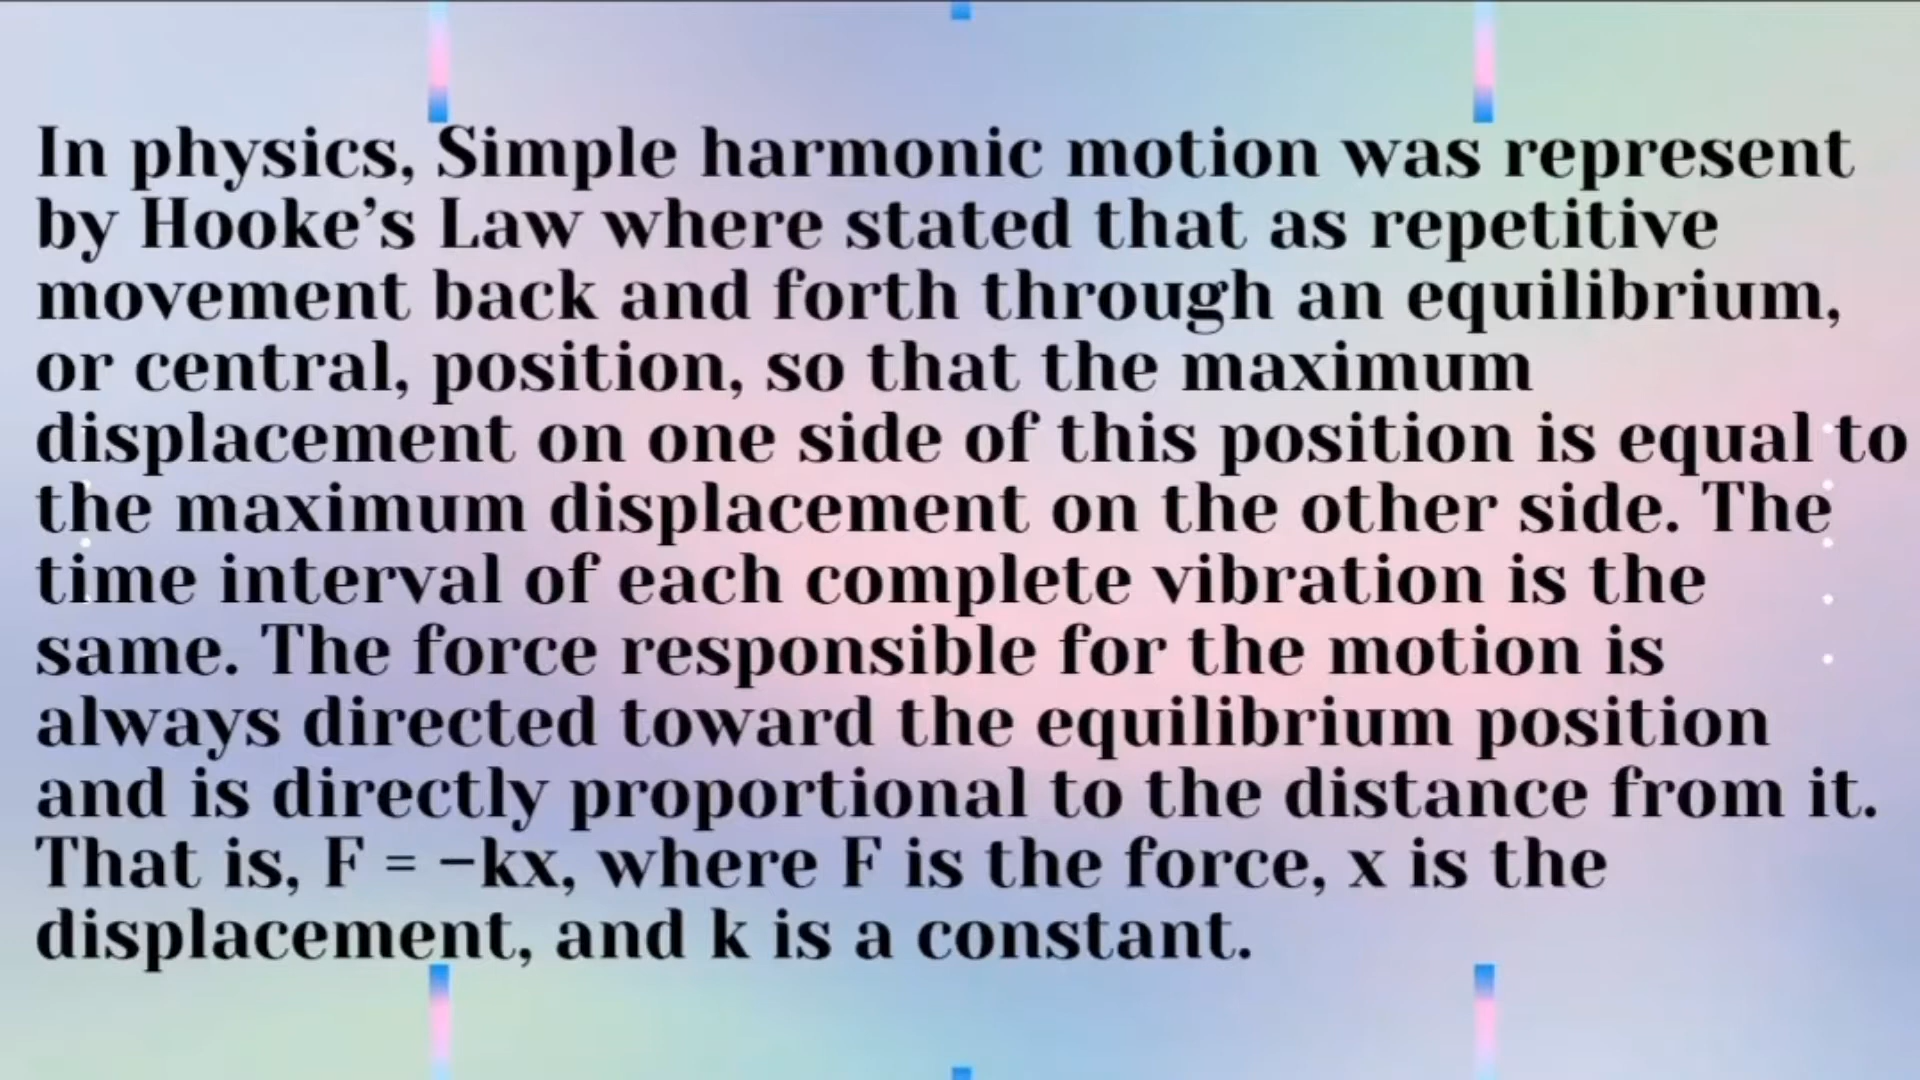 In physics, Simple harmonic motion was represent
by Hooke’s Law where stated that as repetitive
movement back and forth through an equilibrium,
or central, position, so that the maximum
displacement on one side of this position is equal to
the maximum displacement on the other side. The
time interval of each complete vibration is the
same. The force responsible for the motion is
always directed toward the equilibrium position
and is directly proportional to the distance from it.
That is, F = −kx, where F is the force, x is the
displacement, and k is a constant.